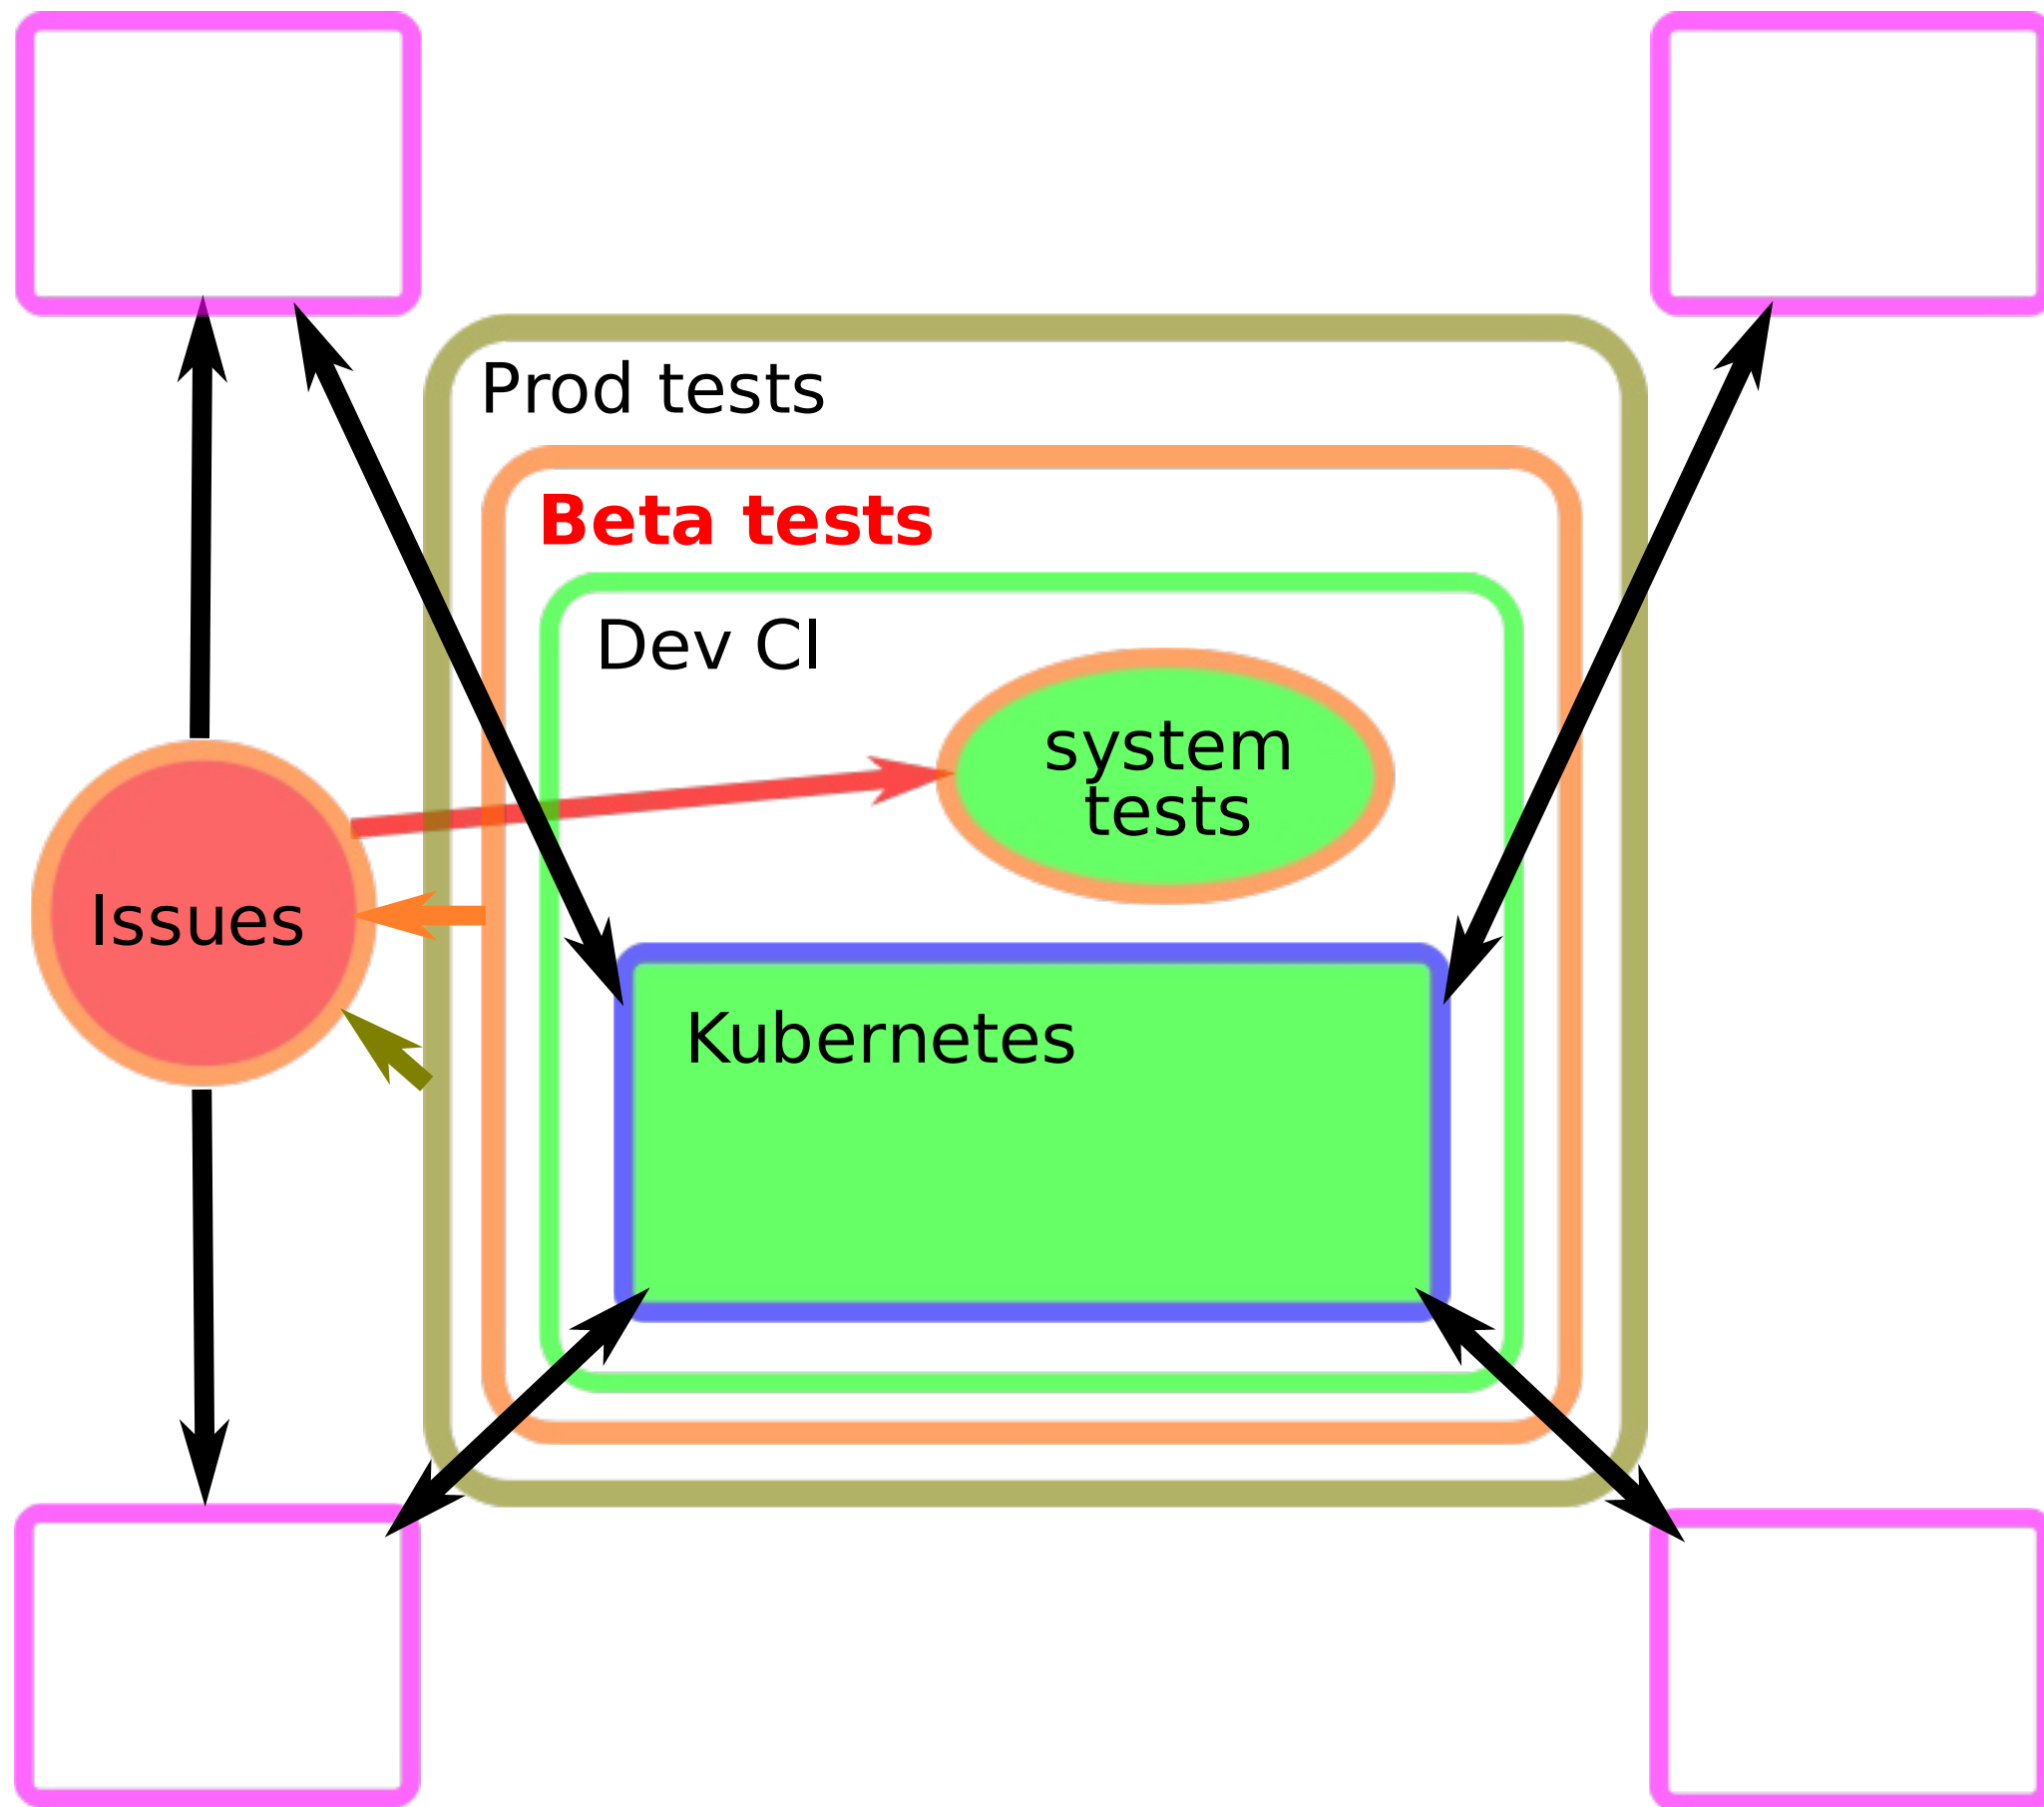 Prod tests
Beta tests
Dev CI
system
tests
Issues
Kubernetes